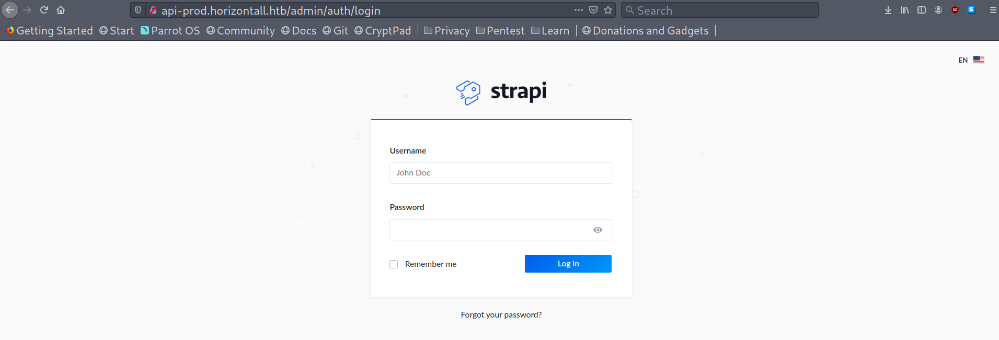 api-prod.horizontall.htb/admin/auth/login
Search
Getting Started Start Parrot OS Community Docs Git CryptPad Privacy Pentest Learn Donations and Gadgets
EN
strapi
Username
John Doe
Password
Remember me Log in
Forgot your password?